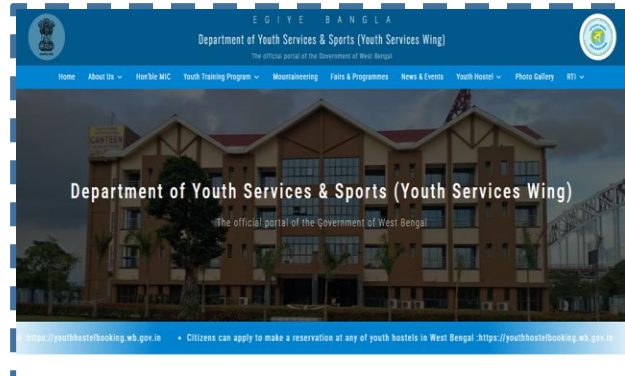 EGIYE BANGLA
Department of Youth Services & Sports (Youth Services Wing)
The official portal of the Government of West Bengal
Home About Us Hon'ble MIC Youth Training Program Mountaineering Fairs & Programmes News & Events Youth Hostel Photo Gallery RTI
CANTEEN
Department of Youth Services & Sports (Youth Services Wing)
The official portal of the Government of West Bengal
:https://youthhostelbooking.wb.gov.in • Citizens can apply to make a reservation at any of youth hostels in West Bengal :https://youthhostelbooking.wb.gov.in